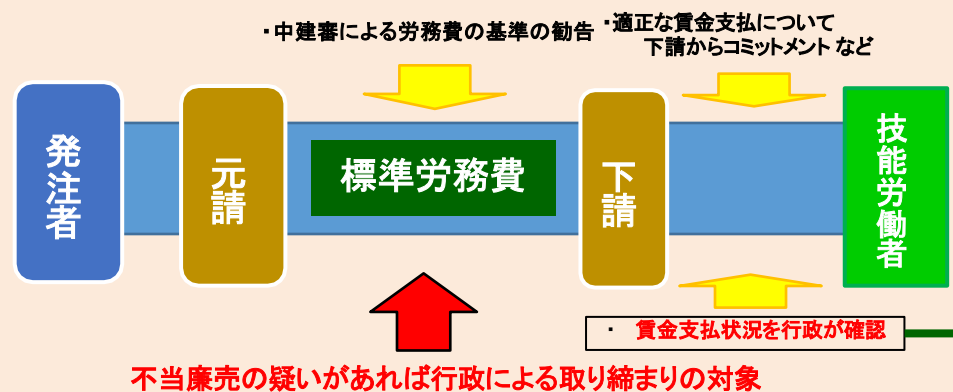 ・中建審による労務費の基準の勧告
・適正な賃金支払について
下請からコミットメント など
発注者
元請
標準労務費
下請
技能労働者
・ 賃金支払状況を行政が確認
不当廉売の疑いがあれば行政による取り締まりの対象